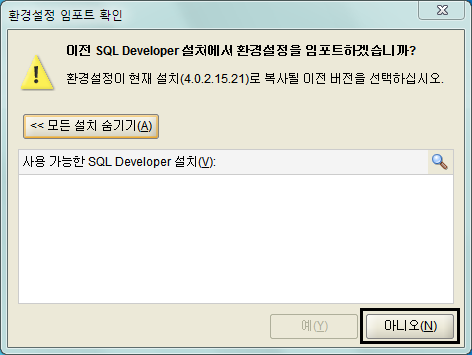 환경설정 임포트 확인
이전 SQL Developer 설치에서 환경설정을 임포트하겠습니까?
환경설정이 현재 설치(4.0.2.15.21)로 복사될 이전 버전을 선택하십시오.
<< 모든 설치 숨기기(A)
사용 가능한 SQL Developer 설치(V):
예(Y)
아니오(N)